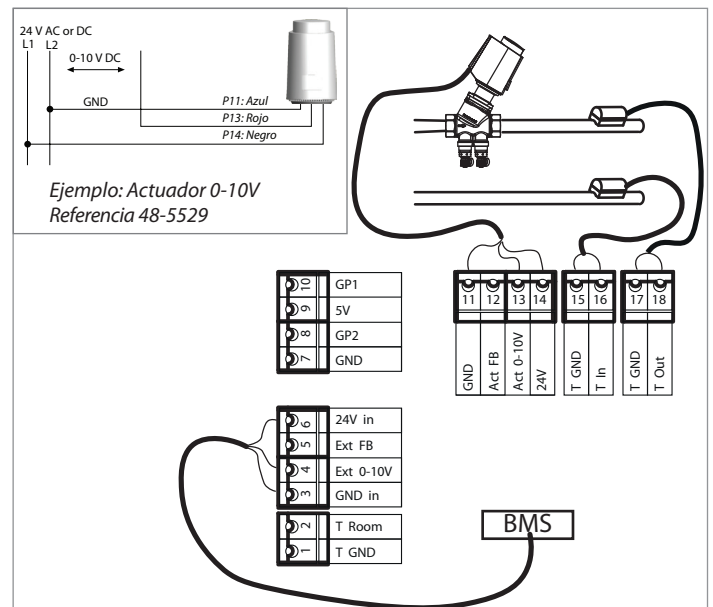 24 V AC or DC
L1 L2
0-10 V DC
GND
P11: Azul
P13: Rojo
P14: Negro
Ejemplo: Actuador 0-10V
Referencia 48-5529
11 12 13 14
15 16
17 18
GND
Act FB
Act 0-10V
24V
T GND
T In
T GND
T Out
10 GP1
9 5V
8 GP2
7 GND
6 24V in
5 Ext FB
4 Ext 0-10V
3 GND in
2 T Room
1 T GND
BMS